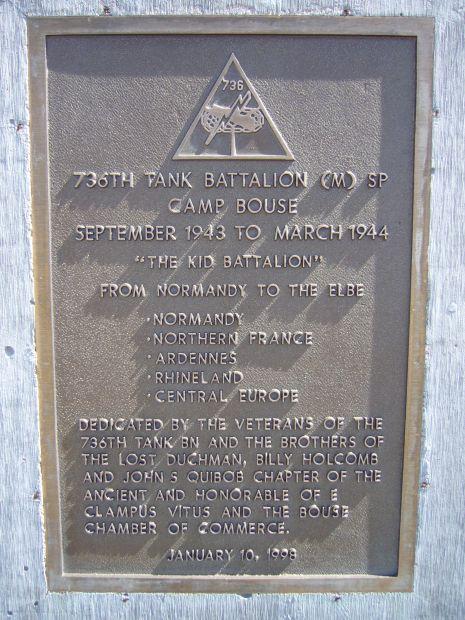 736
736TH TANK BATTALION (M) SP
CAMP BOUSE
SEPTEMBER 1943 TO MARCH 1944
"THE KID BATTALION"
FROM NORMANDY TO THE ELBE
·NORMANDY
·NORTHERN FRANCE
·ARDENNES
·RHINELAND
·CENTRAL EUROPE
DEDICATED BY THE VETERANS OF THE
736TH TANK BN AND THE BROTHERS OF
THE LOST DUCHMAN, BILLY HOLCOMB
AND JOHN S QUIBOB CHAPTER OF THE
ANCIENT AND HONORABLE OF E
CLAMPUS VITUS AND THE BOUSE
CHAMBER OF COMMERCE.
JANUARY 10, 1998